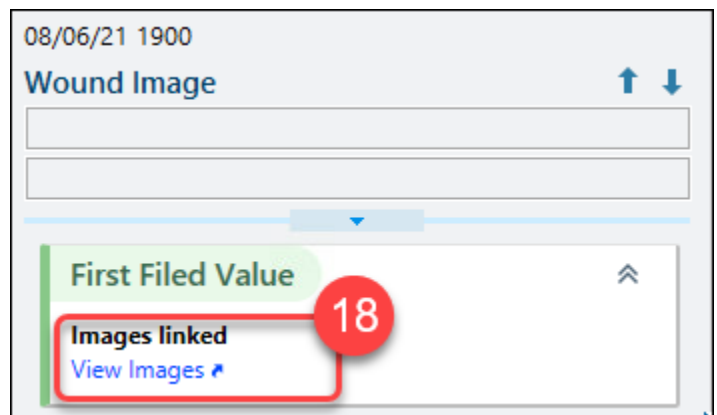 08/06/21 1900
Wound Image
First Filed Value
18
Images linked
View Images